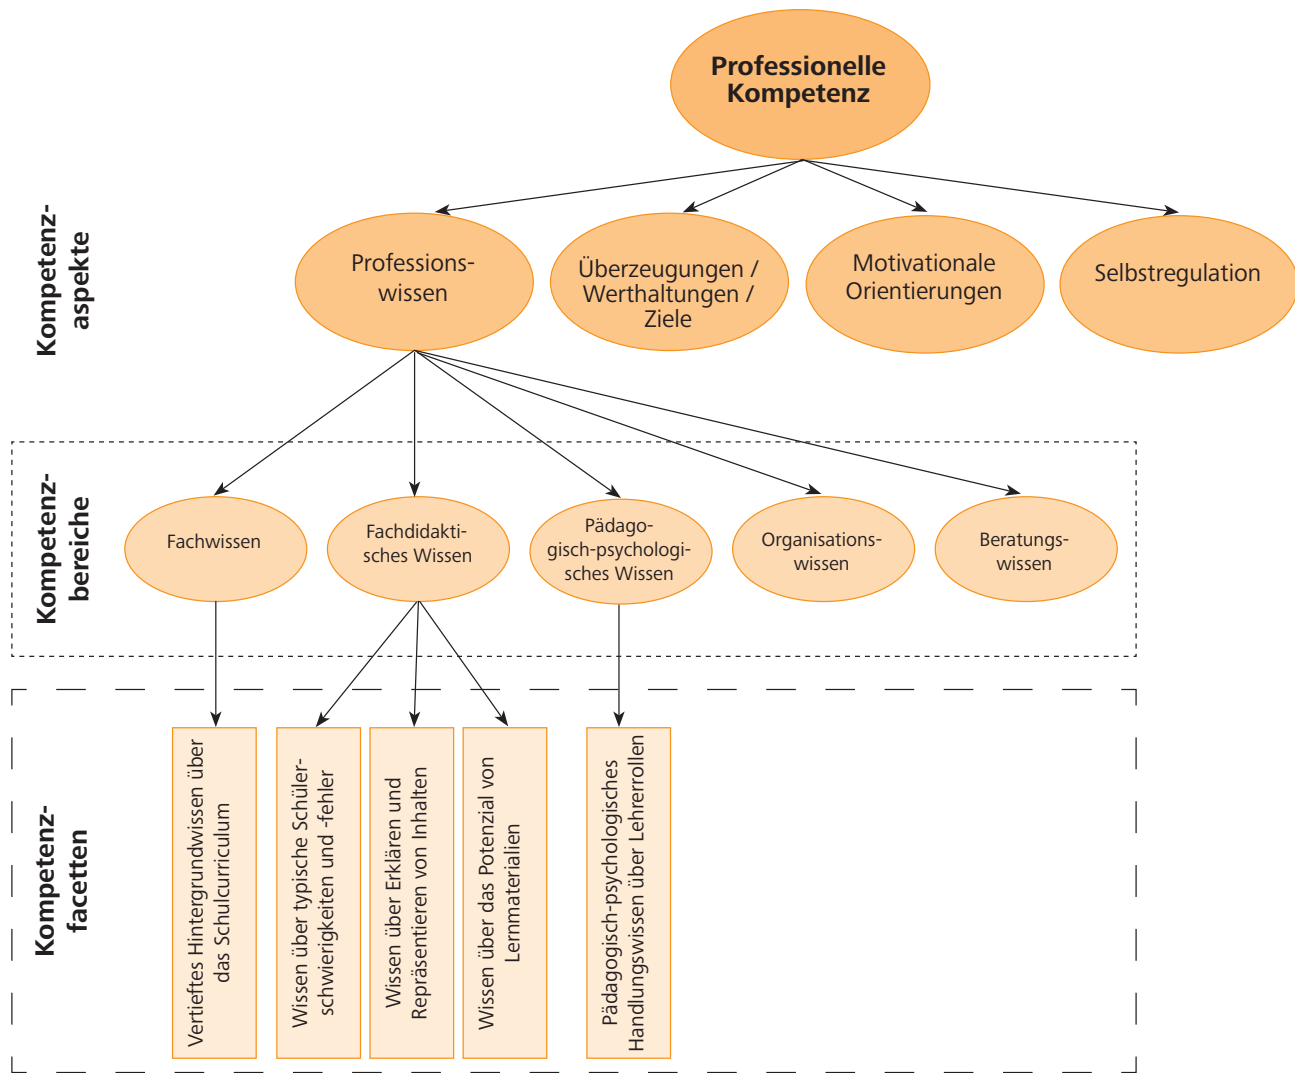 Professionelle
Kompetenz
Kompetenz-
aspekte
Professions-
wissen
Überzeugungen /
Werthaltungen /
Ziele
Motivationale
Orientierungen
Selbstregulation
Kompetenz-
bereiche
Fachwissen
Fachdidakti-
sches Wissen
Pädago-
gisch-psychologi-
sches Wissen
Organisations-
wissen
Beratungs-
wissen
Kompetenz-
facetten
Vertieftes Hintergrundwissen über
das Schulcurriculum
Wissen über typische Schüler-
schwierigkeiten und -fehler
Wissen über Erklären und
Repräsentieren von Inhalten
Wissen über das Potenzial von
Lernmaterialien
Pädagogisch-psychologisches
Handlungswissen über Lehrerrollen